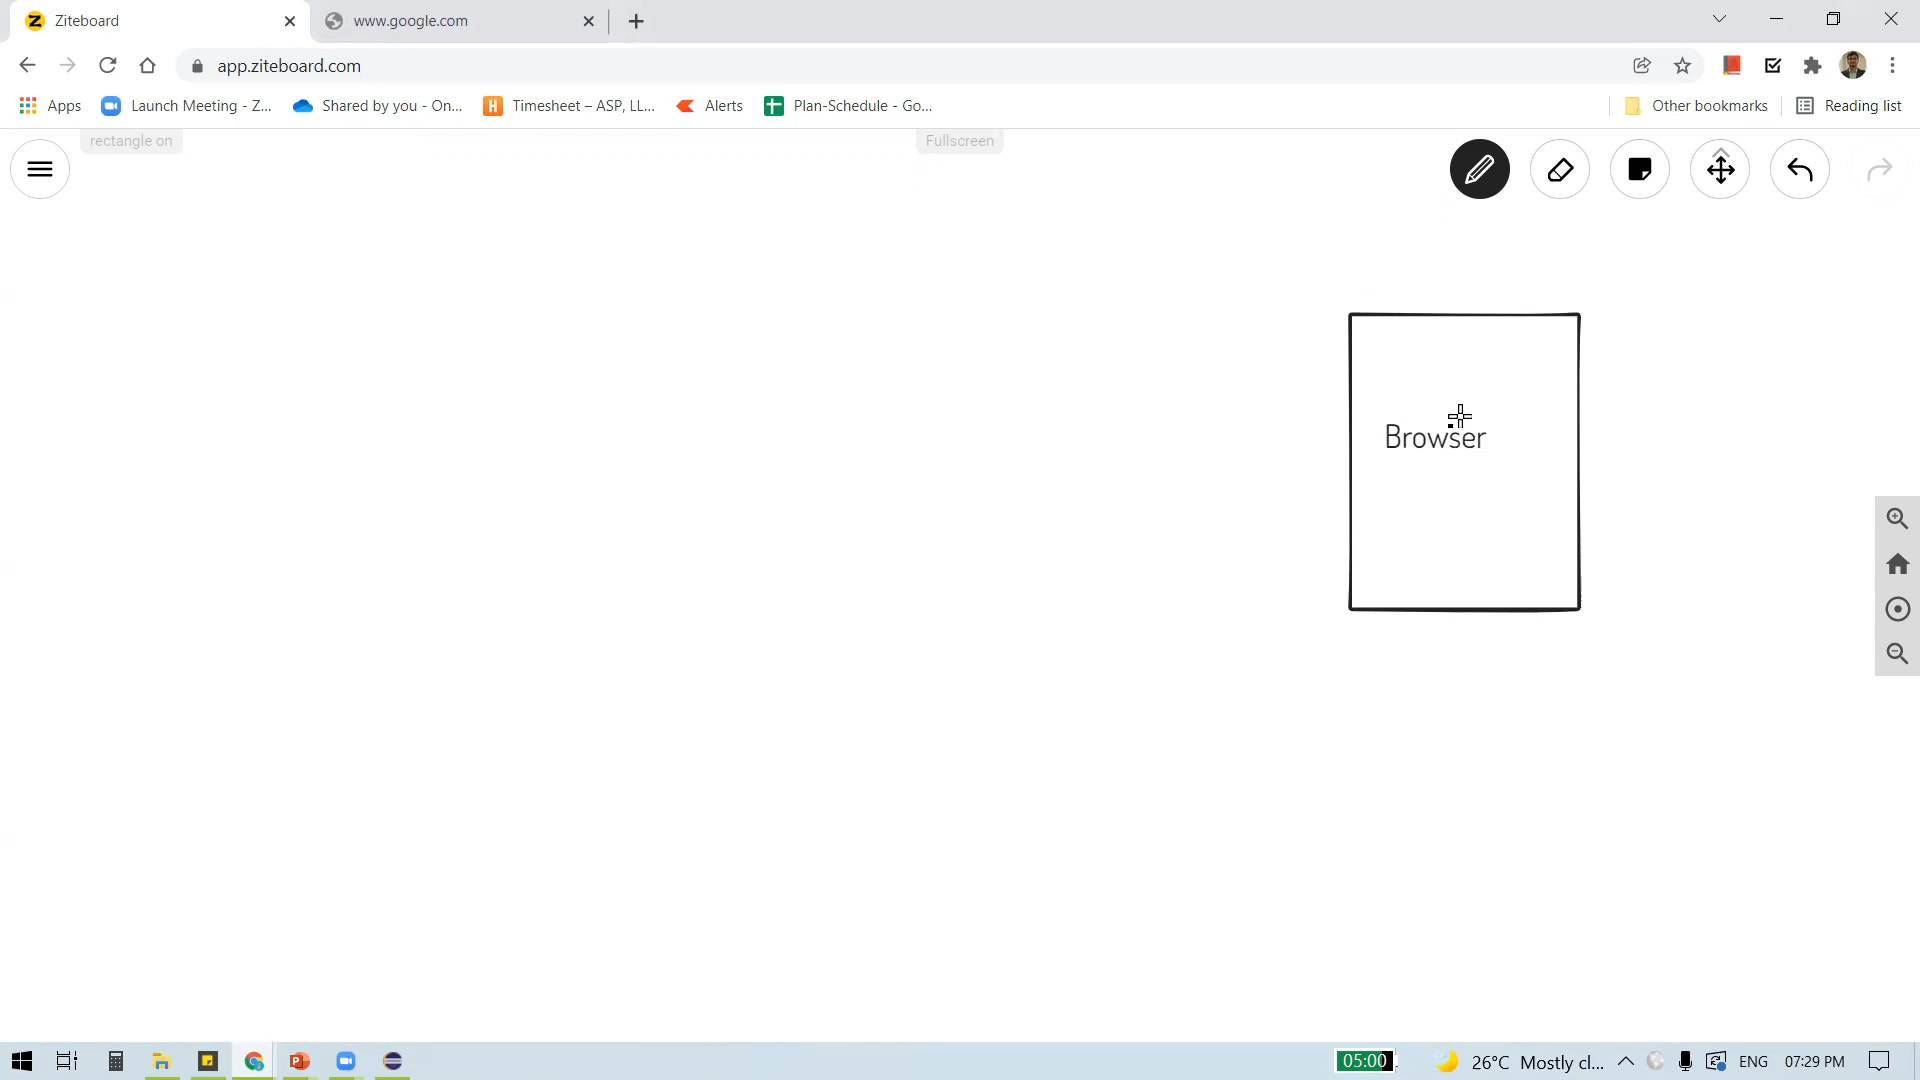 Ziteboard
www.google.com
app.ziteboard.com
Apps
Launch Meeting - Z...
Shared by you - On...
Timesheet – ASP, LL...
Alerts
Plan-Schedule - Go...
Other bookmarks
Reading list
rectangle on
Fullscreen
Browser
05:00
26°C Mostly cl...
ENG
07:29 PM